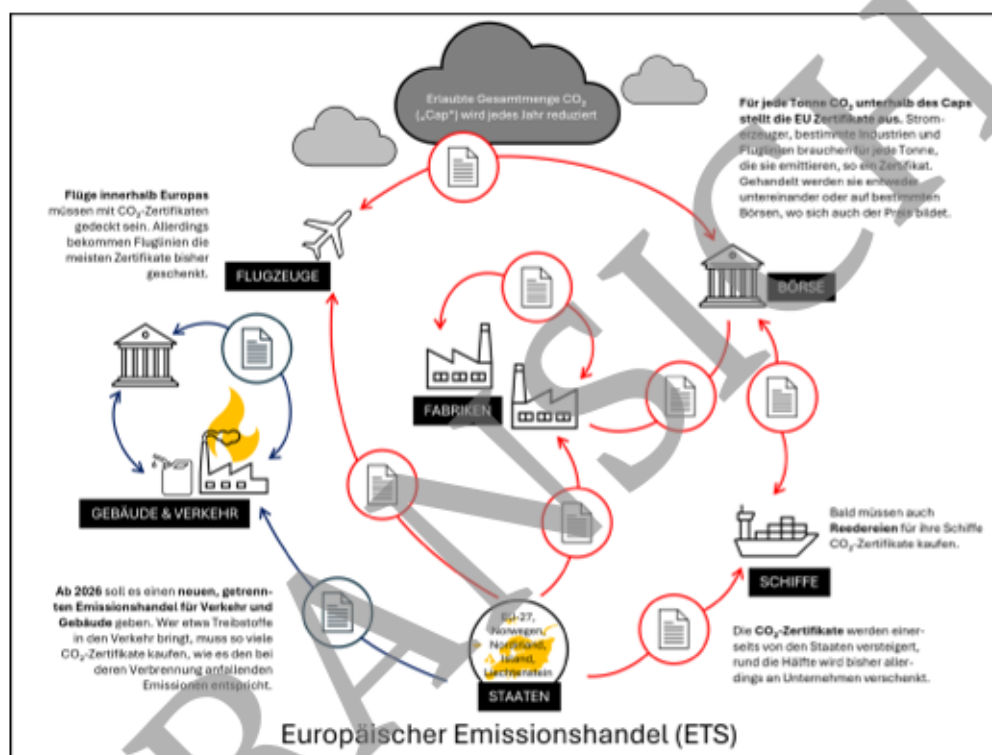 Erlaubte Gesamtmenge CO₂
(„Cap“) wird jedes Jahr reduziert
Für jede Tonne CO₂ unterhalb des Caps
stellt die EU Zertifikate aus. Strom-
erzeuger, bestimmte Industrien und
Fluglinien brauchen für jede Tonne,
die sie emittieren, so ein Zertifikat.
Gehandelt werden sie entweder
untereinander oder auf bestimmten
Börsen, wo sich auch der Preis bildet.
Flüge innerhalb Europas
müssen mit CO₂-Zertifikaten
gedeckt sein. Allerdings
bekommen Fluglinien die
meisten Zertifikate bisher
geschenkt.
FLUGZEUGE
BÖRSE
FABRIKEN
GEBÄUDE & VERKEHR
Bald müssen auch
Reedereien für ihre Schiffe
CO₂-Zertifikate kaufen.
SCHIFFE
Ab 2026 soll es einen neuen, getrenn-
ten Emissionshandel für Verkehr und
Gebäude geben. Wer etwa Treibstoffe
in den Verkehr bringt, muss so viele
CO₂-Zertifikate kaufen, wie es den bei
deren Verbrennung anfallenden
Emissionen entspricht.
EU-27,
Norwegen,
Nordirland,
Island,
Liechtenstein
STAATEN
Die CO₂-Zertifikate werden einer-
seits von den Staaten versteigert,
rund die Hälfte wird bisher aller-
dings an Unternehmen verschenkt.
Europäischer Emissionshandel (ETS)